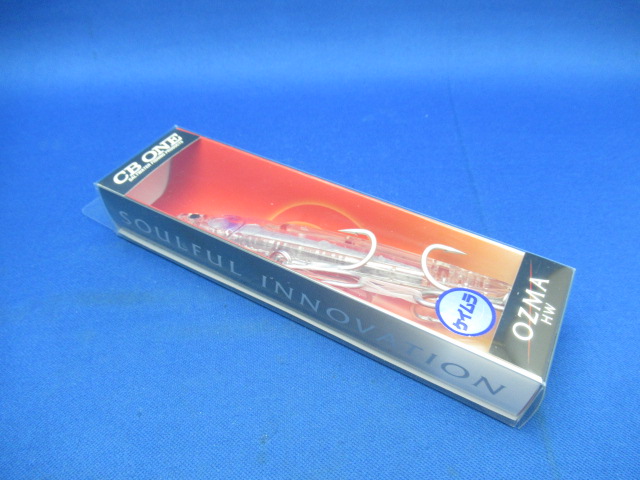 CB ONE
SOULFUL INNOVATION
ケイムラ
OZMA
HW